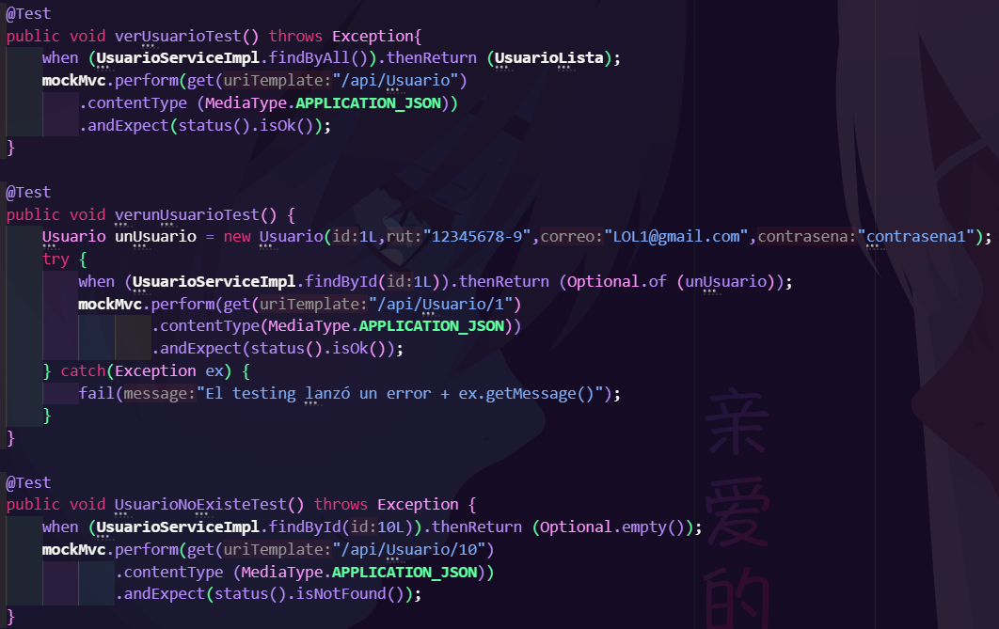 @Test
public void verUsuarioTest() throws Exception{
when (UsuarioServiceImpl.findByAll()).thenReturn (UsuarioLista);
mockMvc.perform(get(uriTemplate:"/api/Usuario")
.contentType (MediaType.APPLICATION_JSON))
.andExpect(status().isOk());
}
@Test
public void verunUsuarioTest() {
Usuario unUsuario = new Usuario(id:1L,rut:"12345678-9",correo:"LOL1@gmail.com",contrasena:"contrasena1");
try {
when (UsuarioServiceImpl.findById(id:1L)).thenReturn (Optional.of (unUsuario));
mockMvc.perform(get(uriTemplate:"/api/Usuario/1")
.contentType(MediaType.APPLICATION_JSON))
.andExpect(status().isOk());
} catch(Exception ex) {
fail(message:"El testing lanzó un error + ex.getMessage()");
}
}
@Test
public void UsuarioNoExisteTest() throws Exception {
when (UsuarioServiceImpl.findById(id:10L)).thenReturn (Optional.empty());
mockMvc.perform(get(uriTemplate:"/api/Usuario/10")
.contentType (MediaType.APPLICATION_JSON))
.andExpect(status().isNotFound());
}
亲爱的